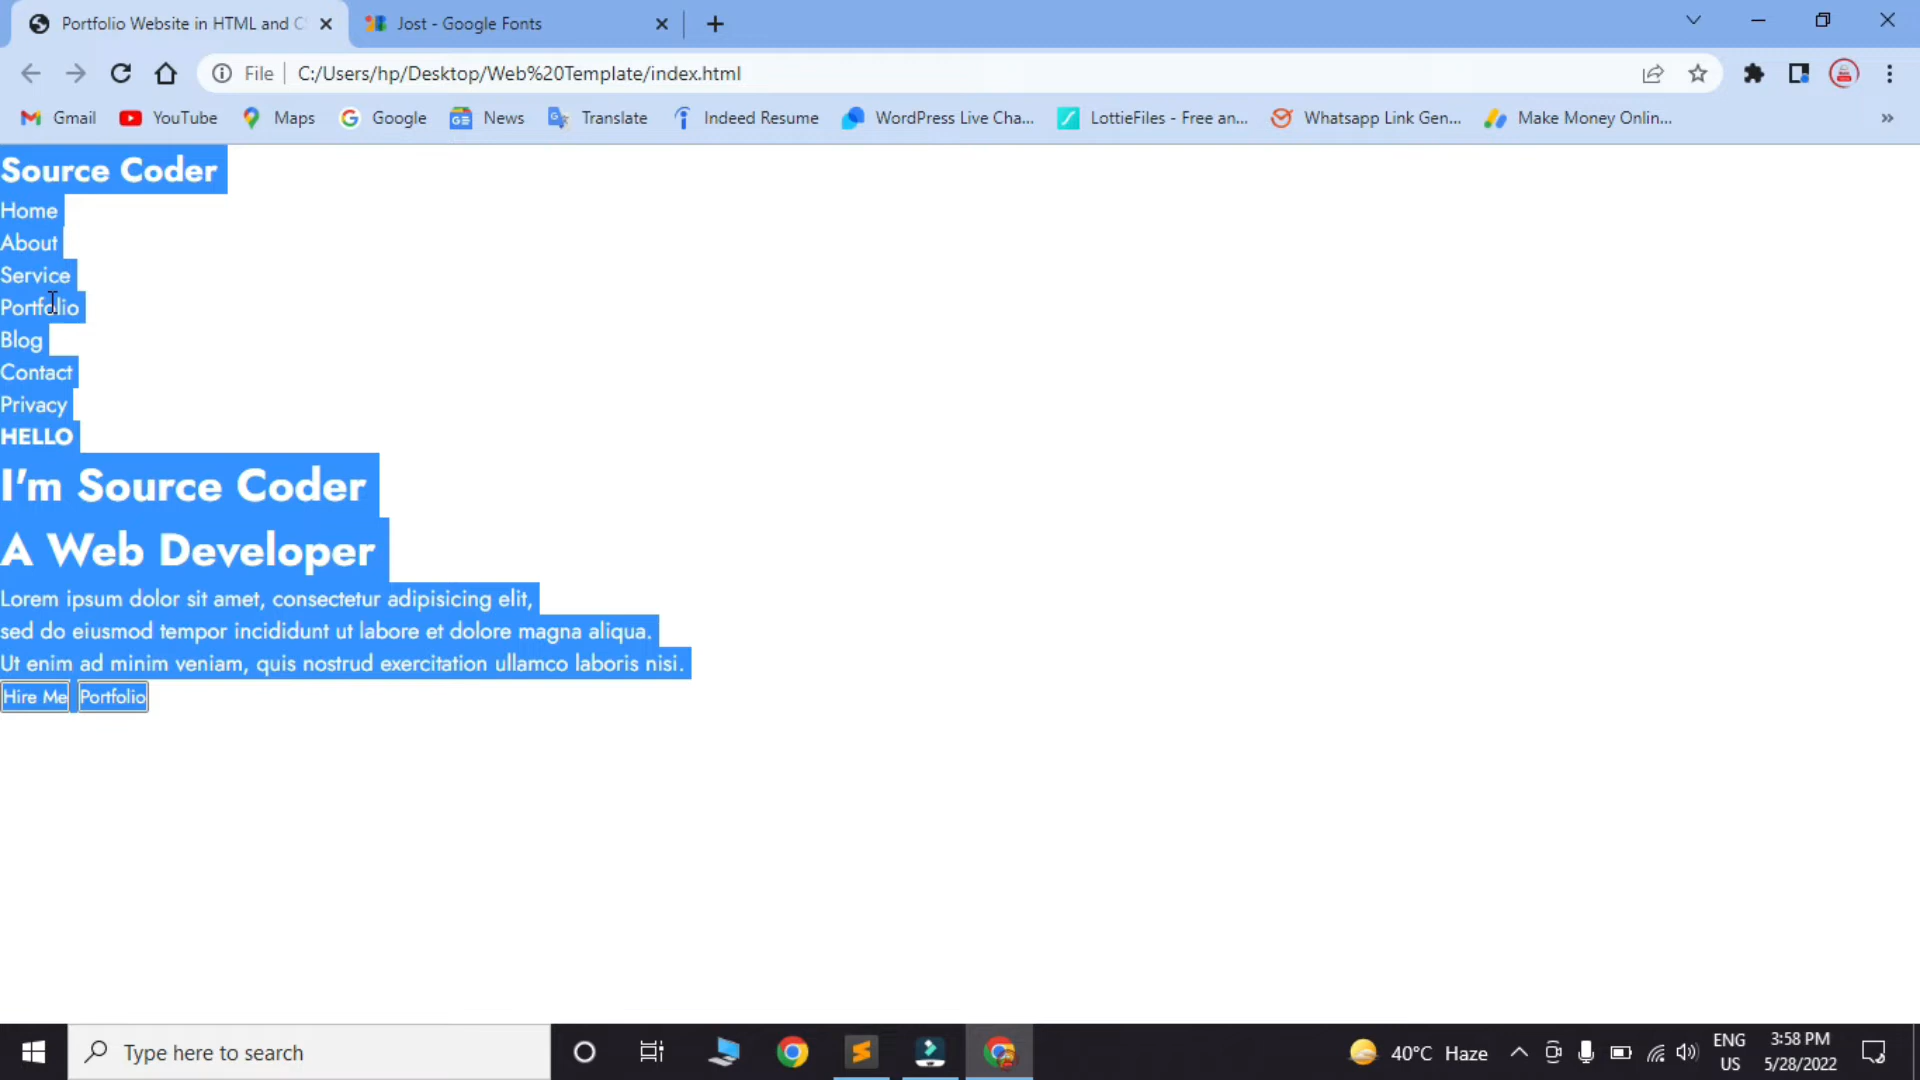 Portfolio Website in HTML and C
Jost - Google Fonts
File
C:/Users/hp/Desktop/Web%20Template/index.html
Gmail
YouTube
Maps
Google
News
Translate
Indeed Resume
WordPress Live Cha...
LottieFiles - Free an...
Whatsapp Link Gen...
Make Money Onlin...
»
Source Coder
Home
About
Service
Portfolio
Blog
Contact
Privacy
HELLO
I'm Source Coder
A Web Developer
Lorem ipsum dolor sit amet, consectetur adipisicing elit,
sed do eiusmod tempor incididunt ut labore et dolore magna aliqua.
Ut enim ad minim veniam, quis nostrud exercitation ullamco laboris nisi.
Hire Me Portfolio
Type here to search
40°C Haze
ENG
US
3:58 PM
5/28/2022